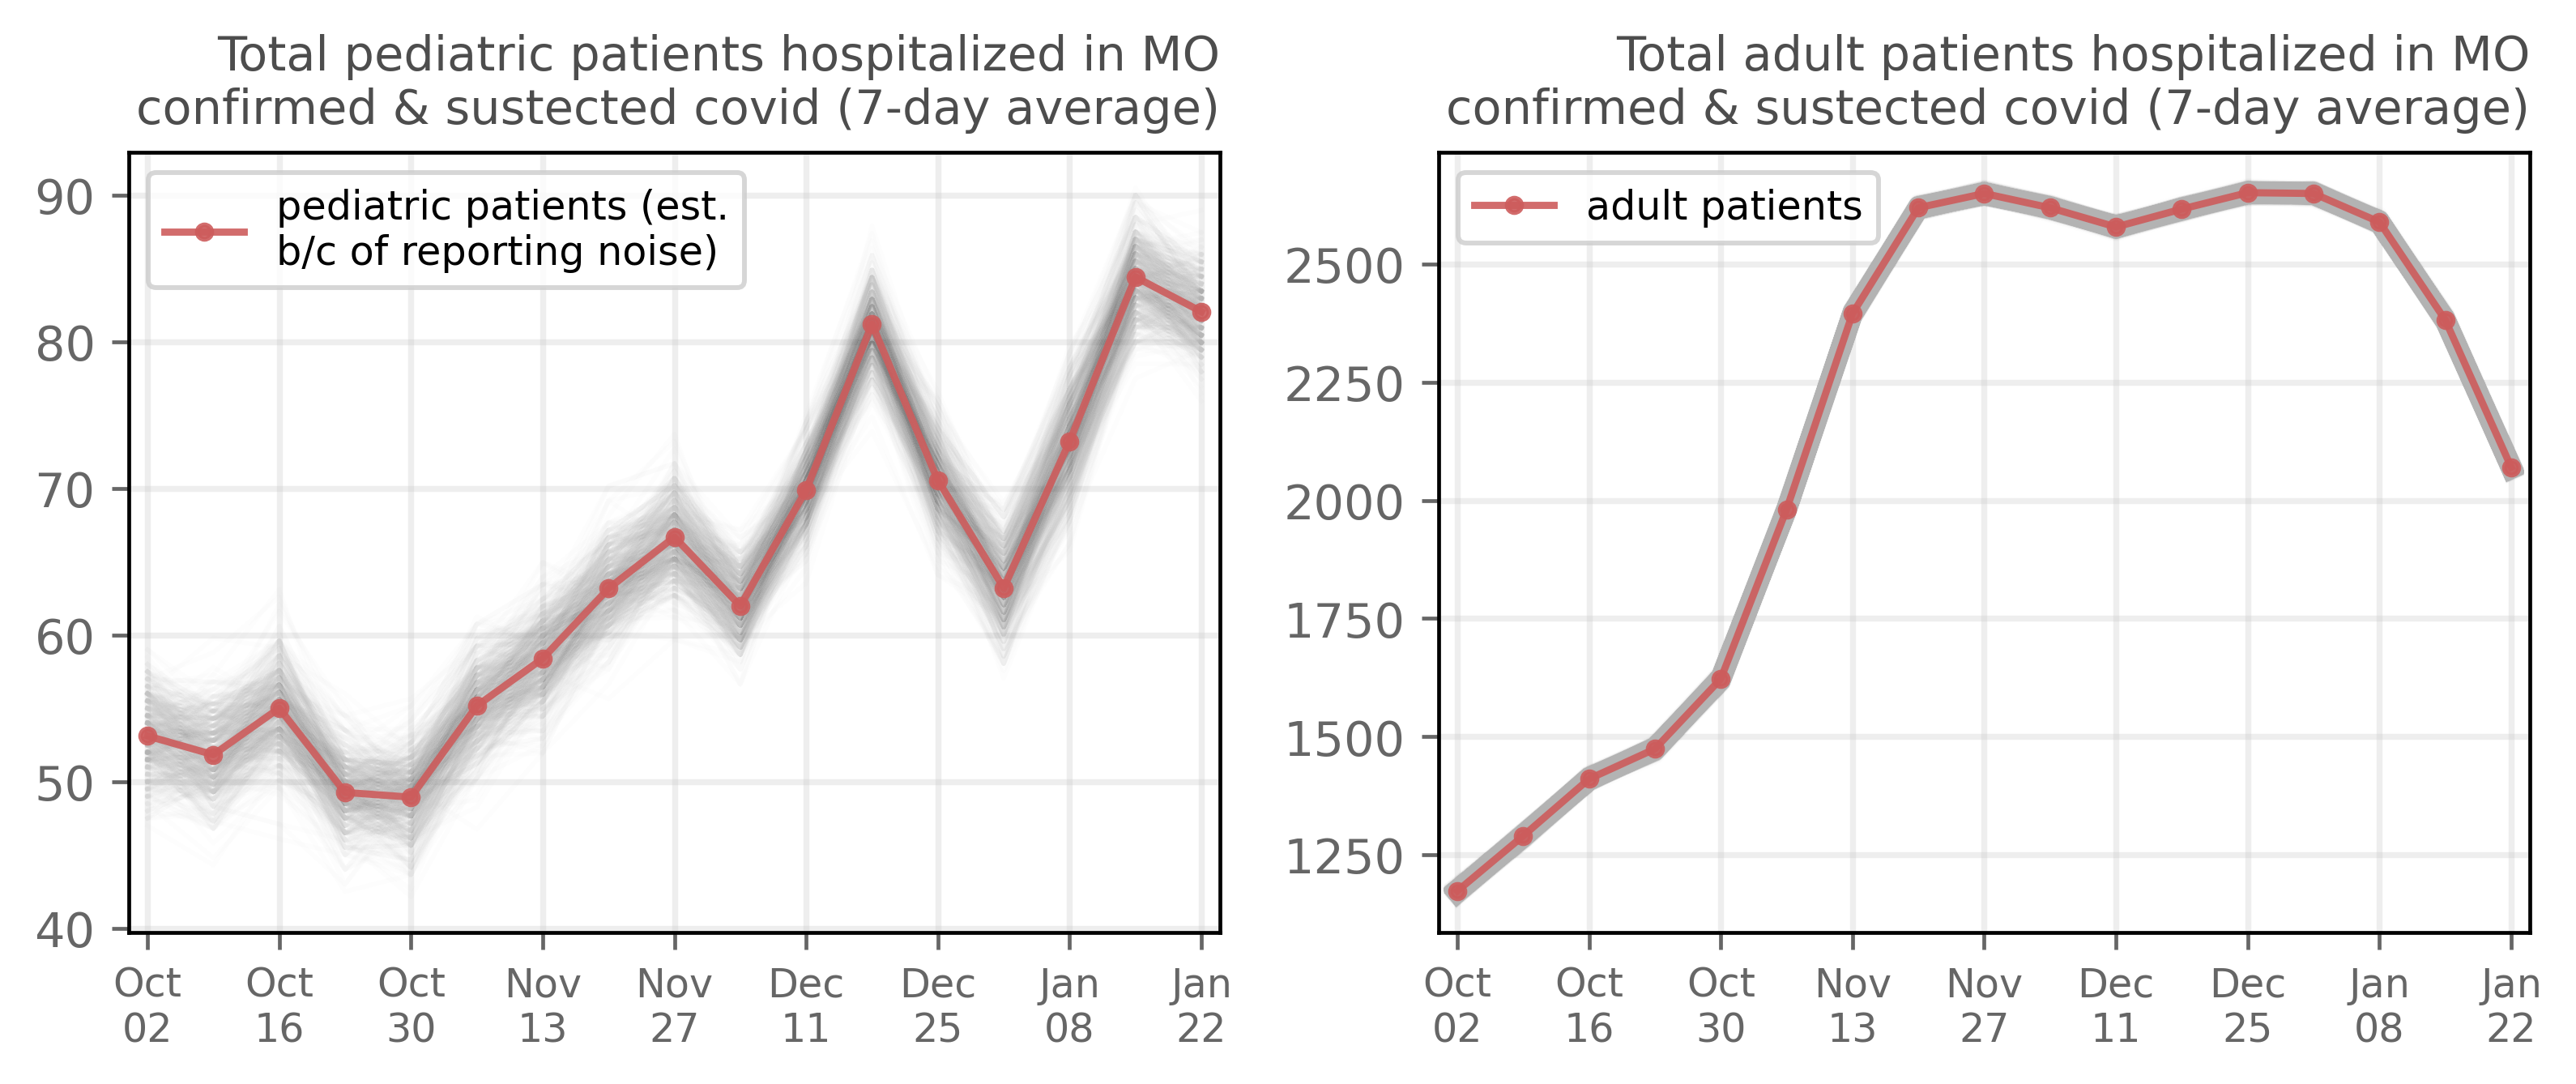 Total pediatric patients hospitalized in MO
confirmed & sustected covid (7-day average)
pediatric patients (est.
b/c of reporting noise)
90
80
70
60
50
40
Oct Oct Oct Nov Nov Dec Dec Jan Jan
02 16 30 13 27 11 25 08 22
Total adult patients hospitalized in MO
confirmed & sustected covid (7-day average)
adult patients
2500
2250
2000
1750
1500
1250
Oct Oct Oct Nov Nov Dec Dec Jan Jan
02 16 30 13 27 11 25 08 22